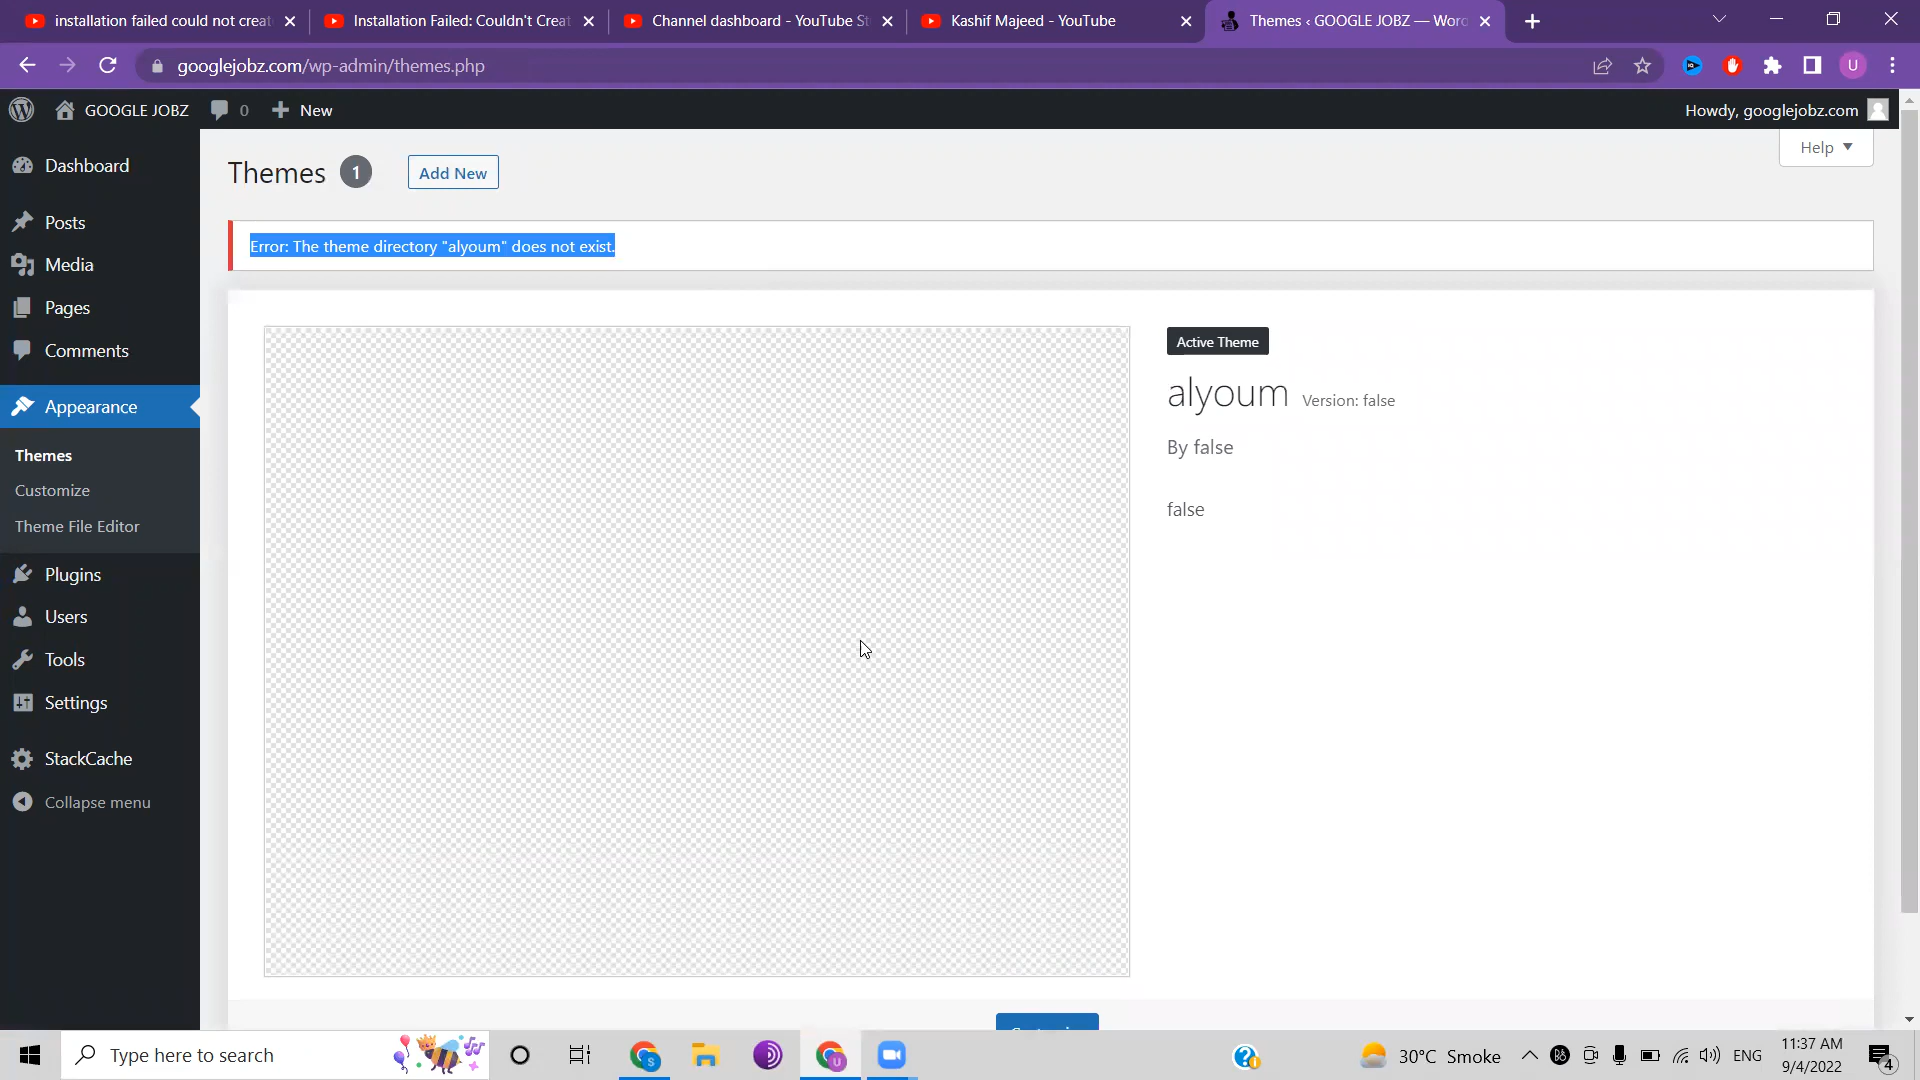 installation failed could not creat
Installation Failed: Couldn't Creat
Channel dashboard - YouTube St
Kashif Majeed - YouTube
Themes ‹ GOOGLE JOBZ — Word
googlejobz.com/wp-admin/themes.php
U
GOOGLE JOBZ
0
New
Howdy, googlejobz.com
Dashboard
Posts
Media
Pages
Comments
Appearance
Themes
Customize
Theme File Editor
Plugins
Users
Tools
Settings
StackCache
Collapse menu
Themes 1
Add New
Help
Error: The theme directory "alyoum" does not exist.
Active Theme
alyoum Version: false
By false
false
Type here to search
30°C Smoke
ENG
11:37 AM
9/4/2022
4